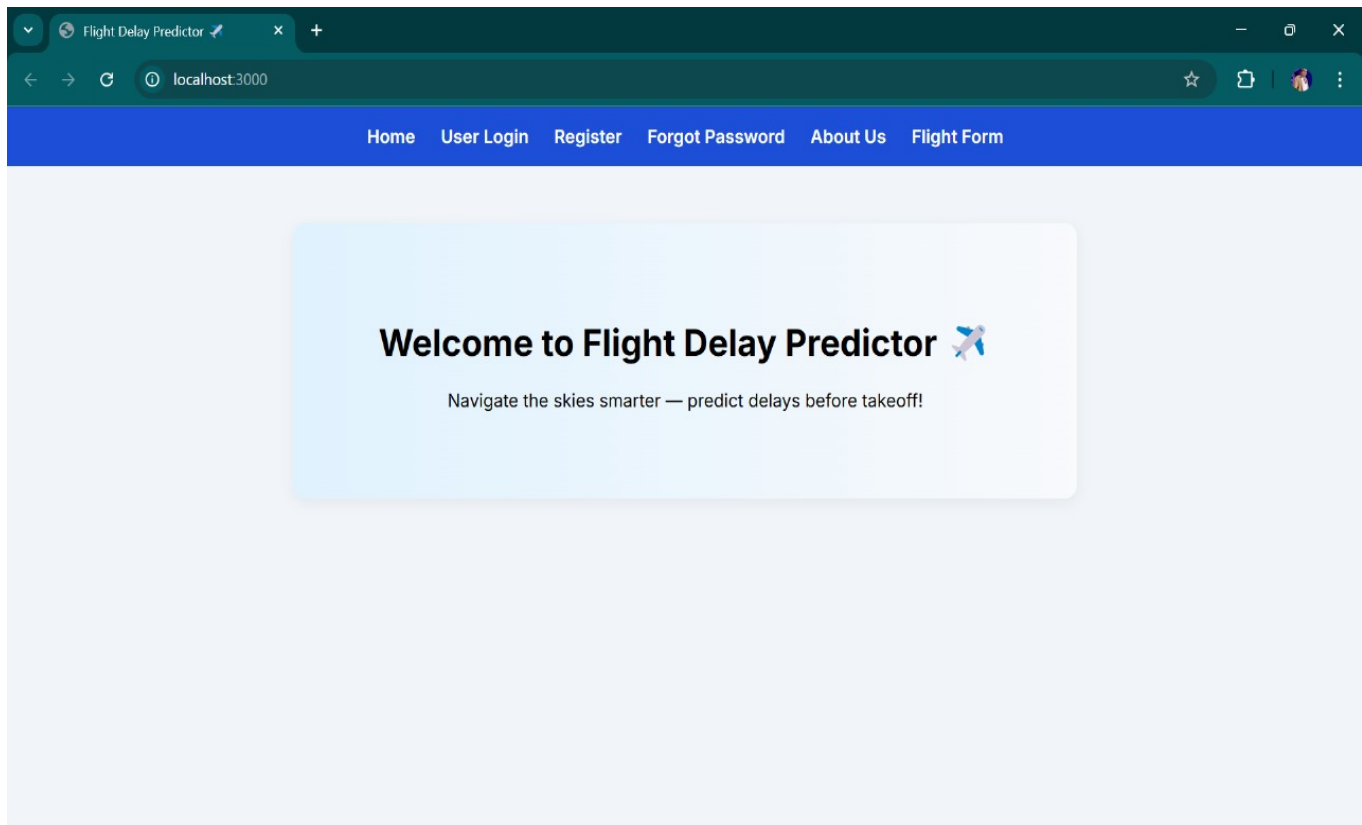 Flight Delay Predictor ✈️
localhost:3000
Home User Login Register Forgot Password About Us Flight Form
Welcome to Flight Delay Predictor ✈️
Navigate the skies smarter — predict delays before takeoff!